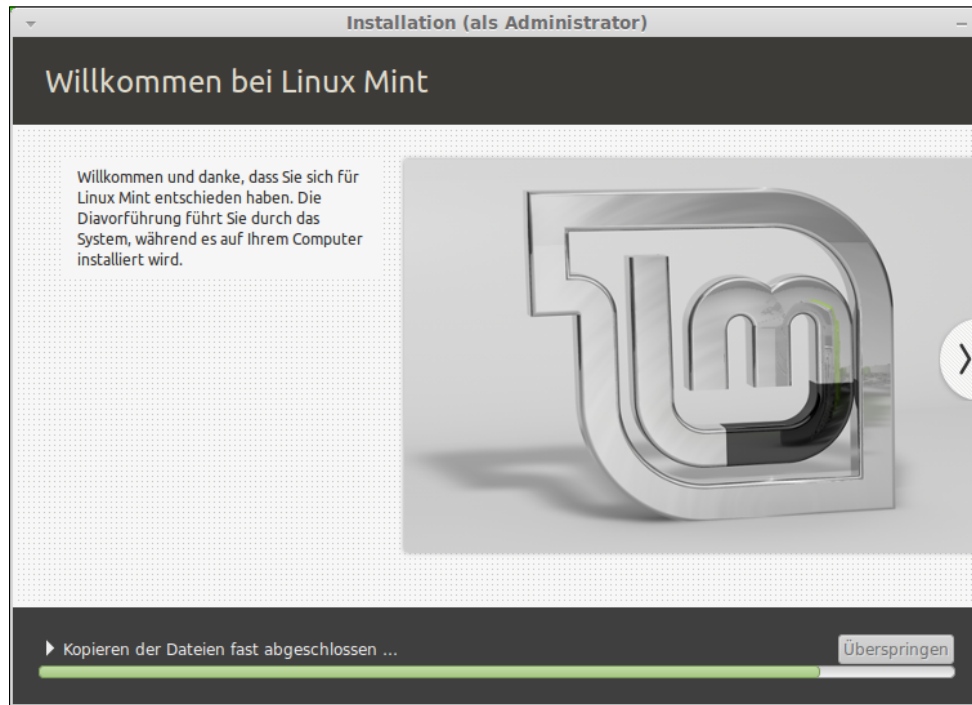 Installation (als Administrator)
Willkommen bei Linux Mint
Willkommen und danke, dass Sie sich für
Linux Mint entschieden haben. Die
Diavorführung führt Sie durch das
System, während es auf Ihrem Computer
installiert wird.
Kopieren der Dateien fast abgeschlossen ...
Überspringen